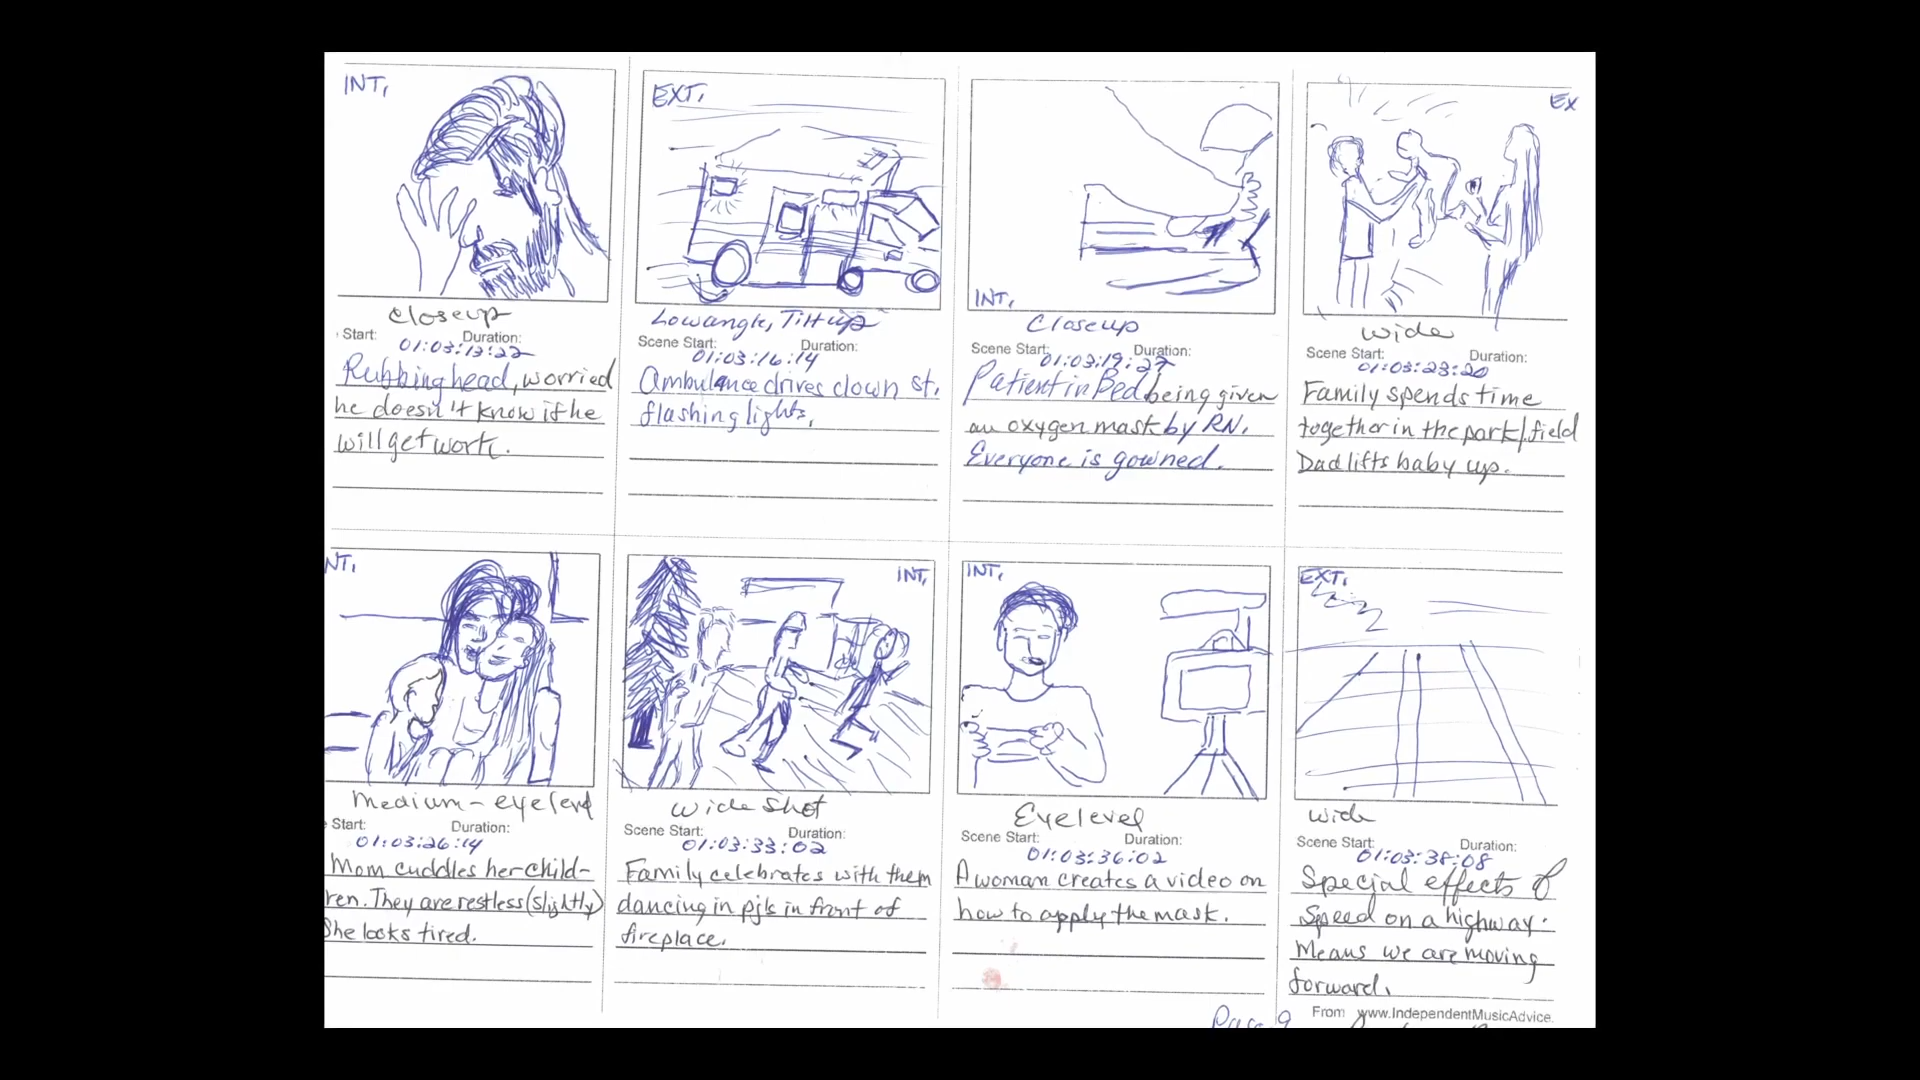 INT.
closeup
Start: Duration:
01:03:13:22
Rubbing head, worried
he doesn't know if he
will get work.
EXT.
Low angle, Tilt up
Scene Start: Duration:
01:03:16:14
Ambulance drives down st.
flashing lights.
INT.
Closeup
Scene Start: Duration:
01:03:19:27
Patient in Bed being given
an oxygen mask by RN.
Everyone is gowned.
EX
wide
Scene Start: Duration:
01:03:23:20
Family spends time
together in the park/field
Dad lifts baby up.
NT.
Medium - eyelevel
Start: Duration:
01:03:26:14
Mom cuddles her child-
ren. They are restless (slightly)
She looks tired.
INT.
Wide Shot
Scene Start: Duration:
01:03:33:02
Family celebrates with them
dancing in pjs in front of
fireplace.
INT.
Eyelevel
Scene Start: Duration:
01:03:36:02
A woman creates a video on
how to apply the mask.
EXT.
wide
Scene Start: Duration:
01:03:38:08
Special effects of
Speed on a highway.
Means we are moving
forward.
From www.IndependentMusicAdvice.